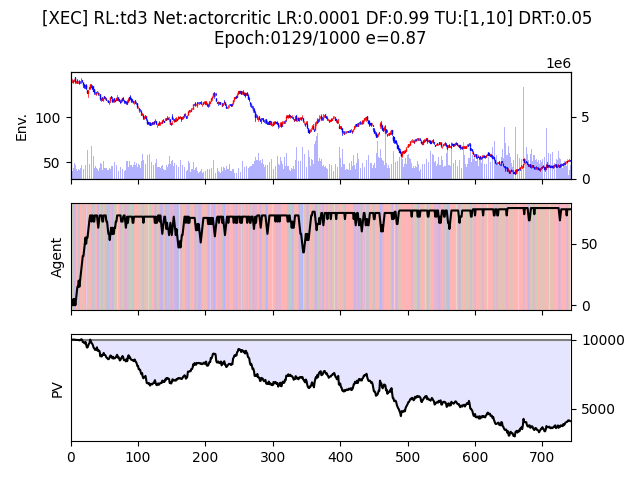 [XEC] RL:td3 Net:actorcritic LR:0.0001 DF:0.99 TU:[1,10] DRT:0.05
Epoch:0129/1000 e=0.87
1e6
100
50
Env.
5
0
Agent
50
0
PV
10000
5000
0 100 200 300 400 500 600 700